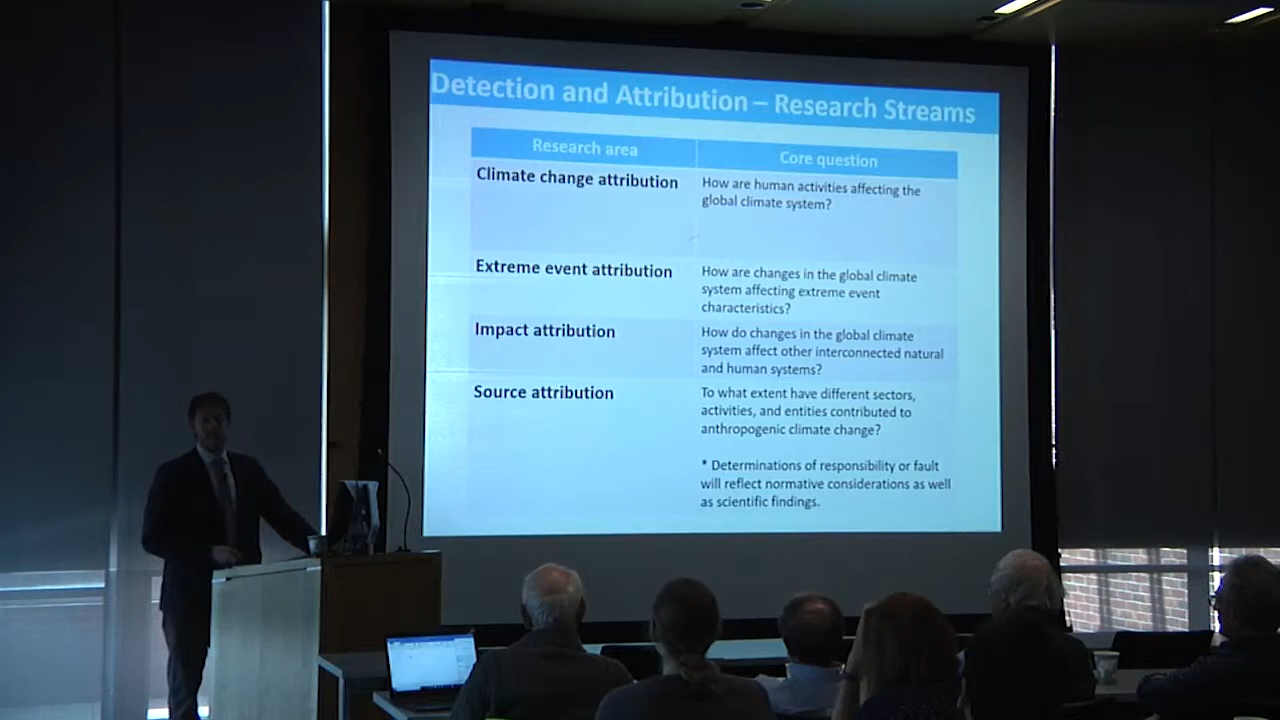 Detection and Attribution – Research Streams
Research area
Core question
Climate change attribution
How are human activities affecting the
global climate system?
Extreme event attribution
How are changes in the global climate
system affecting extreme event
characteristics?
Impact attribution
How do changes in the global climate
system affect other interconnected natural
and human systems?
Source attribution
To what extent have different sectors,
activities, and entities contributed to
anthropogenic climate change?
* Determinations of responsibility or fault
will reflect normative considerations as well
as scientific findings.